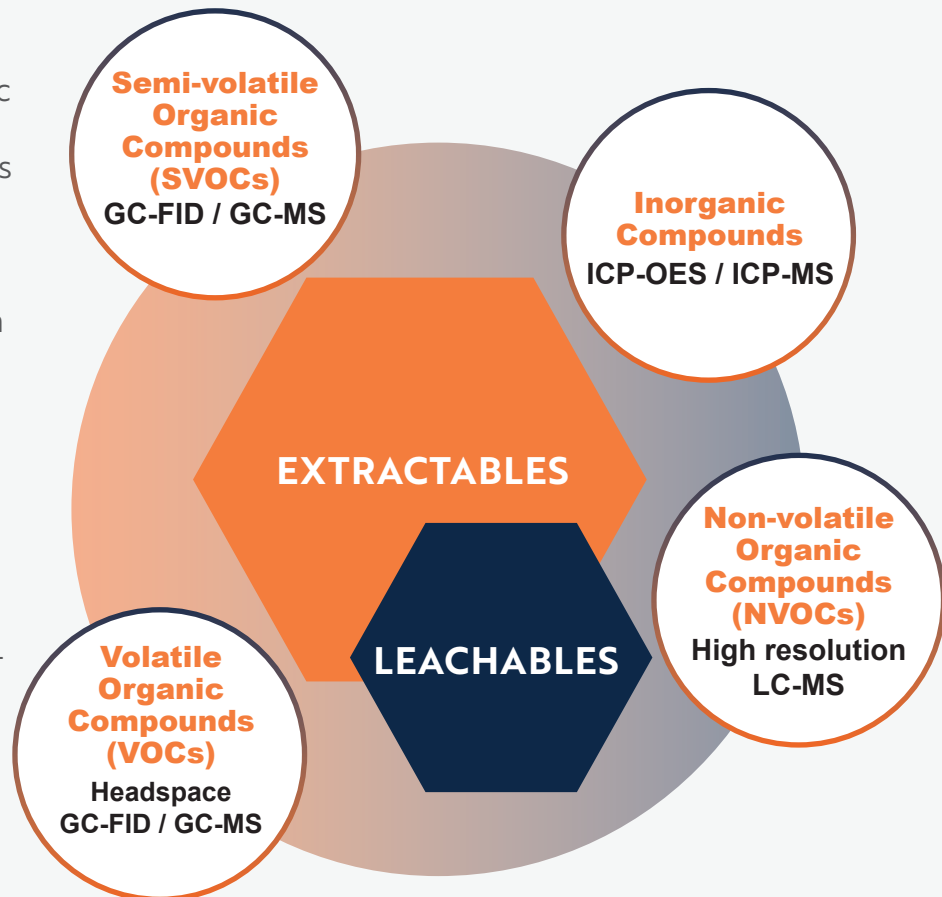 c
s
Semi-volatile
Organic
Compounds
(SVOCs)
GC-FID / GC-MS
Inorganic
Compounds
ICP-OES / ICP-MS
EXTRACTABLES
Non-volatile
Organic
Compounds
(NVOCs)
High resolution
LC-MS
LEACHABLES
Volatile
Organic
Compounds
(VOCs)
Headspace
GC-FID / GC-MS